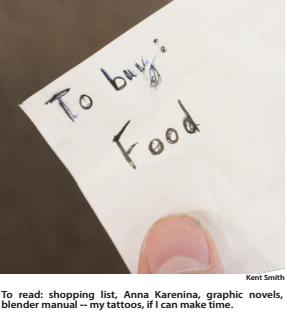 To buy:
Food
Kent Smith
To read: shopping list, Anna Karenina, graphic novels,
blender manual -- my tattoos, if I can make time.